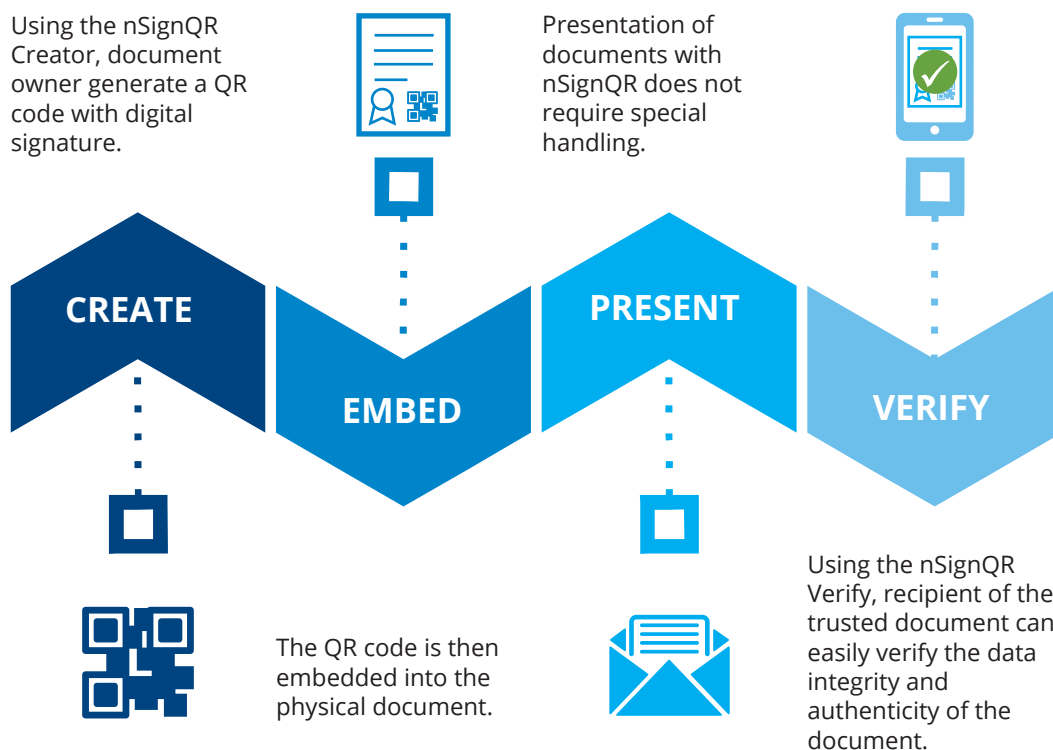 Using the nSignQR
Creator, document
owner generate a QR
code with digital
signature.
Presentation of
documents with
nSignQR does not
require special
handling.
CREATE
EMBED
PRESENT
VERIFY
The QR code is then
embedded into the
physical document.
Using the nSignQR
Verify, recipient of the
trusted document can
easily verify the data
integrity and
authenticity of the
document.